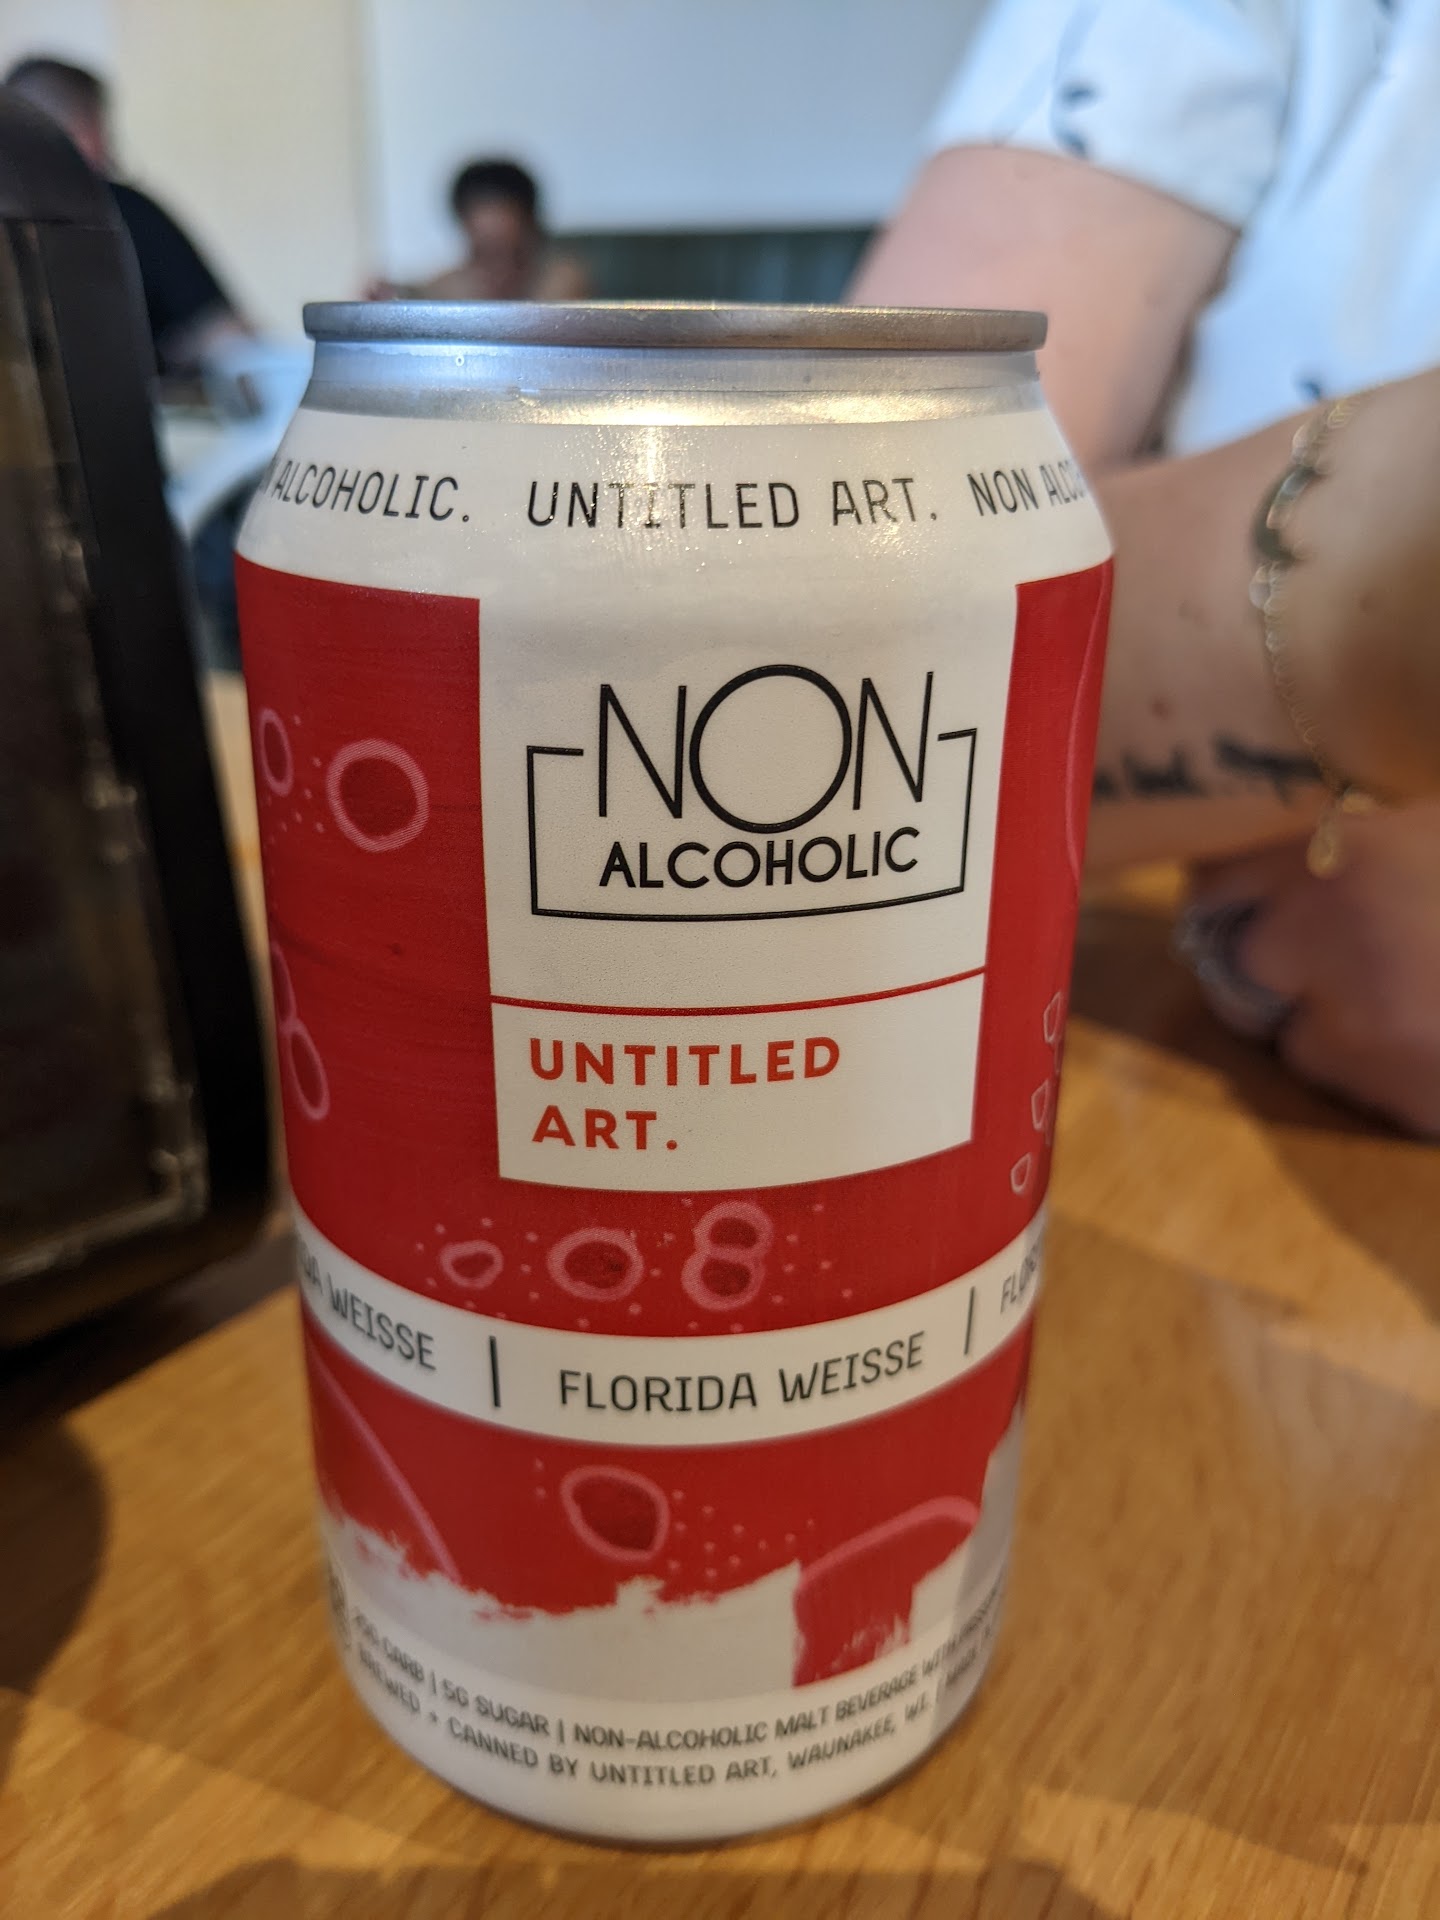 ALCOHOLIC. UNTITLED ART. NON
NON
ALCOHOLIC
UNTITLED
ART.
WEISSE | FLORIDA WEISSE |
CARB | 5G SUGAR | NON-ALCOHOLIC MALT BEVERAGE
BREWED + CANNED BY UNTITLED ART, WAUNAKEE, WI. |